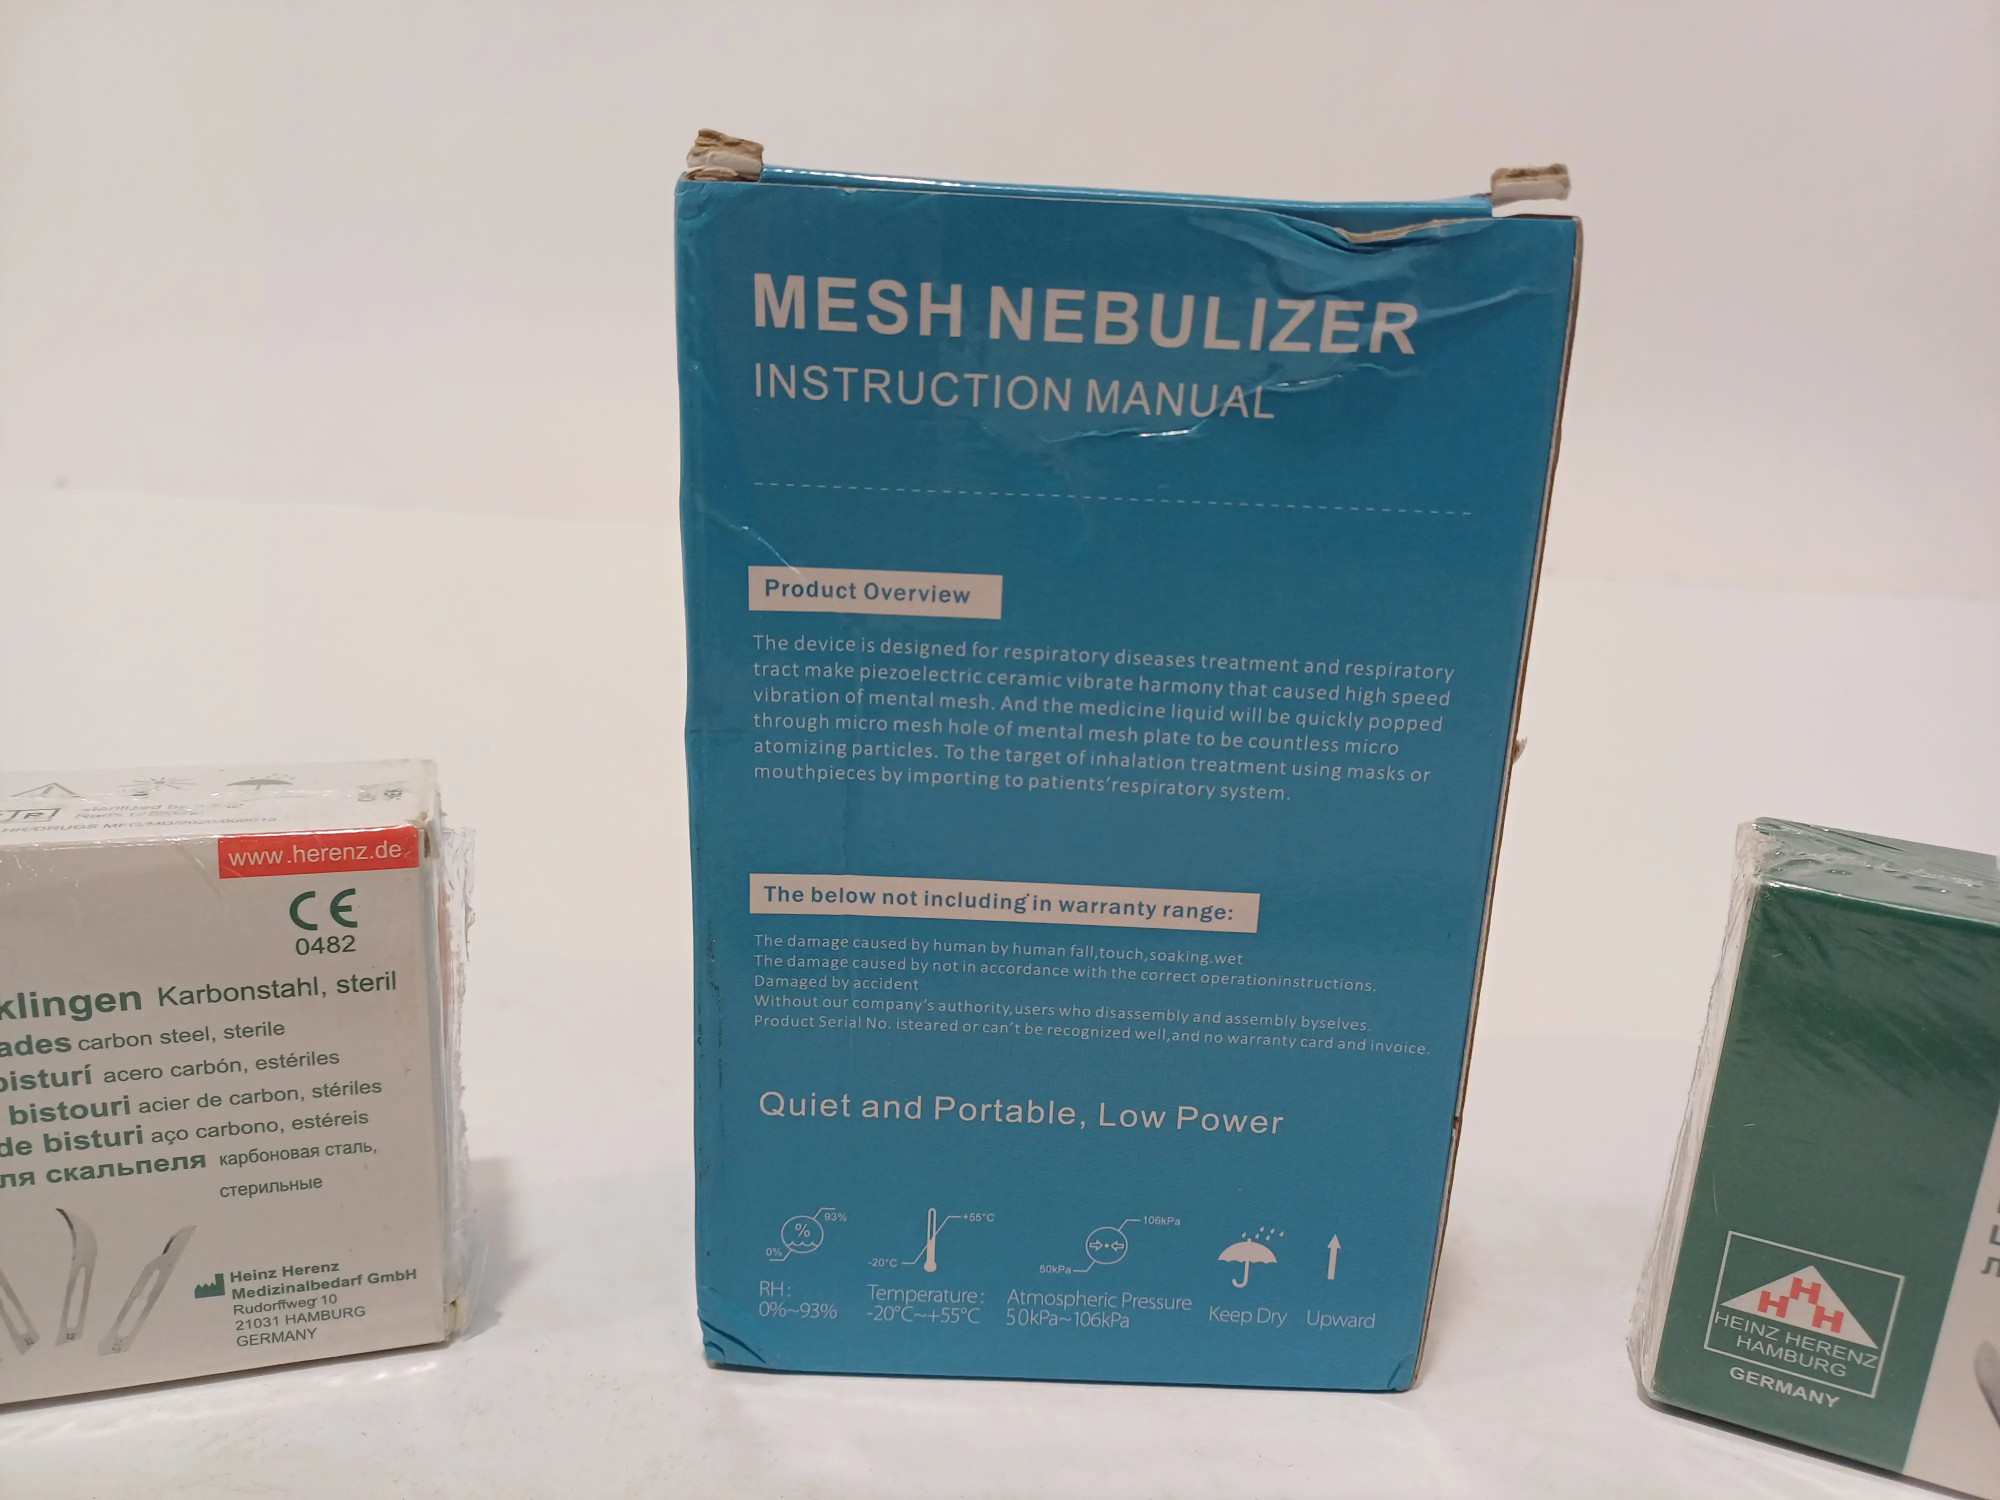 MESH NEBULIZER
INSTRUCTION MANUAL
Product Overview
The device is designed for respiratory diseases treatment and respiratory
tract make piezoelectric ceramic vibrate harmony that caused high speed
vibration of mental mesh. And the medicine liquid will be quickly popped
through micro mesh hole of mental mesh plate to be countless micro
atomizing particles. To the target of inhalation treatment using masks or
mouthpieces by importing to patients'respiratory system.
The below not including in warranty range:
The damage caused by human by human fall,touch,soaking.wet
The damage caused by not in accordance with the correct operationinstructions.
Damaged by accident
Without our company's authority,users who disassembly and assembly byselves.
Product Serial No. isteared or can't be recognized well,and no warranty card and invoice.
Quiet and Portable, Low Power
93%
%
0%
RH:
0%~93%
+55°C
-20°C
Temperature:
-20°C~+55°C
106kPa
50kPa
Atmospheric Pressure
50kPa~106kPa
Keep Dry
Upward
R
www.herenz.de
CE
0482
klingen Karbonstahl, steril
ades carbon steel, sterile
bisturí acero carbón, estériles
bistouri acier de carbon, stériles
de bisturi aço carbono, estéreis
ля скальпеля карбоновая сталь,
стерильные
Heinz Herenz
Medizinalbedarf GmbH
Rudorffweg 10
21031 HAMBURG
GERMANY
H
H H
HEINZ HERENZ
HAMBURG
GERMANY